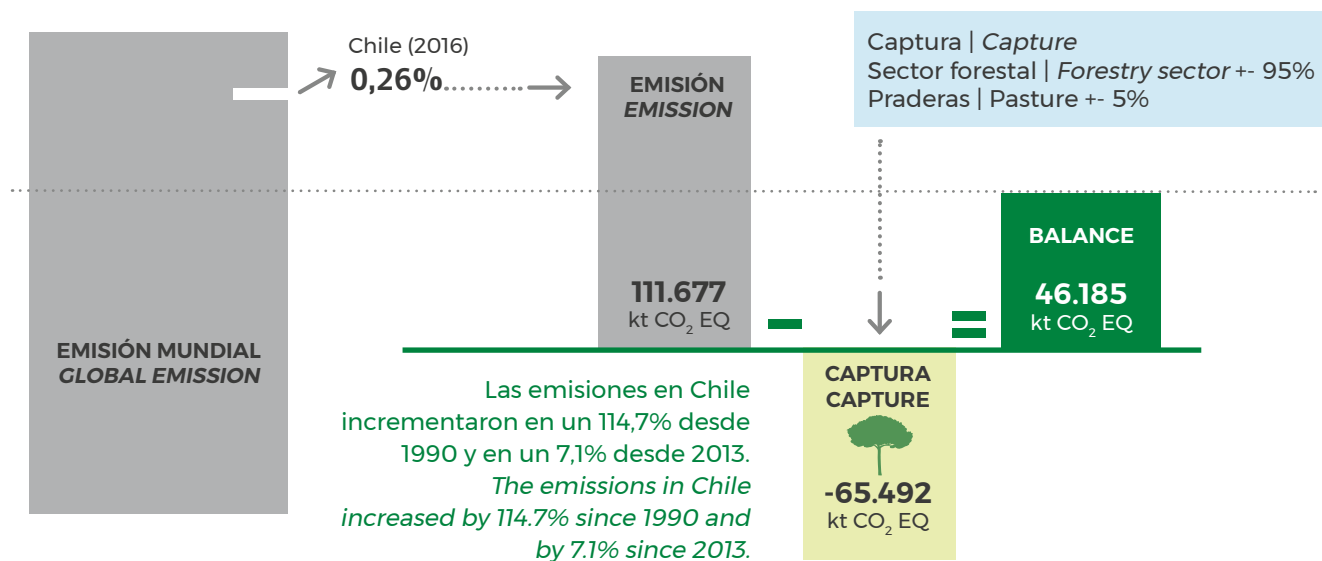 Chile (2016)
0,26%
EMISIÓN MUNDIAL
GLOBAL EMISSION
EMISIÓN
EMISSION
111.677
kt CO₂ EQ
Captura | Capture
Sector forestal | Forestry sector +- 95%
Praderas | Pasture +- 5%
CAPTURA
CAPTURE
-65.492
kt CO₂ EQ
BALANCE
46.185
kt CO₂ EQ
Las emisiones en Chile
incrementaron en un 114,7% desde
1990 y en un 7,1% desde 2013.
The emissions in Chile
increased by 114.7% since 1990 and
by 7.1% since 2013.